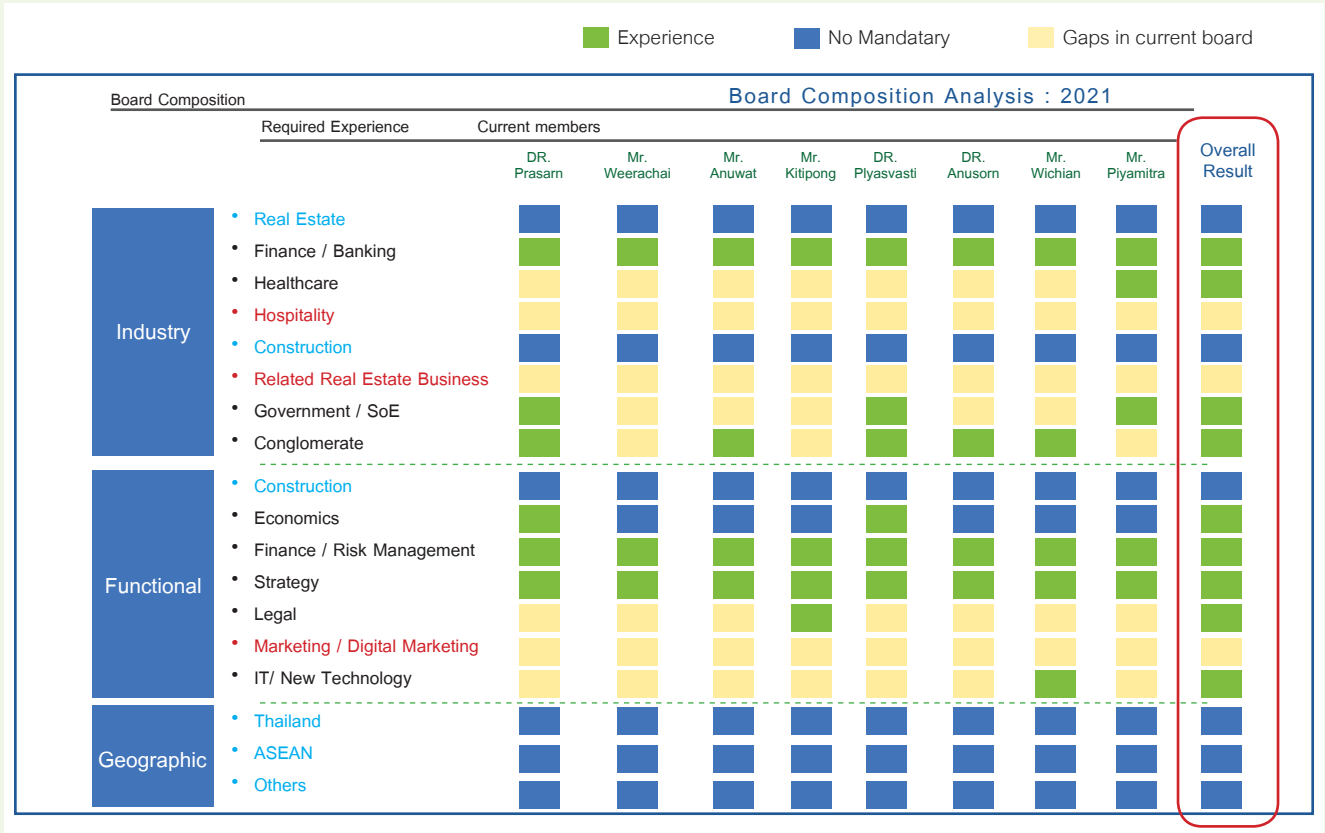 Experience No Mandatary Gaps in current board
Board Composition Board Composition Analysis : 2021
Required Experience Current members
DR. Prasarn Mr. Weerachai Mr. Anuwat Mr. Kitipong DR. Plyasvasti DR. Anusorn Mr. Wichian Mr. Piyamitra Overall Result
Industry
• Real Estate
• Finance / Banking
• Healthcare
• Hospitality
• Construction
• Related Real Estate Business
• Government / SoE
• Conglomerate
Functional
• Construction
• Economics
• Finance / Risk Management
• Strategy
• Legal
• Marketing / Digital Marketing
• IT/ New Technology
Geographic
• Thailand
• ASEAN
• Others